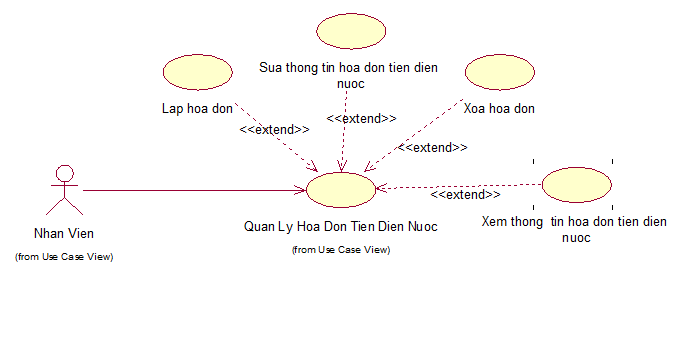 Sua thong tin hoa don tien dien
nuoc
Lap hoa don
Xoa hoa don
<<extend>>
<<extend>>
<<extend>>
<<extend>>
Nhan Vien
(from Use Case View)
Quan Ly Hoa Don Tien Dien Nuoc
(from Use Case View)
Xem thong tin hoa don tien dien
nuoc